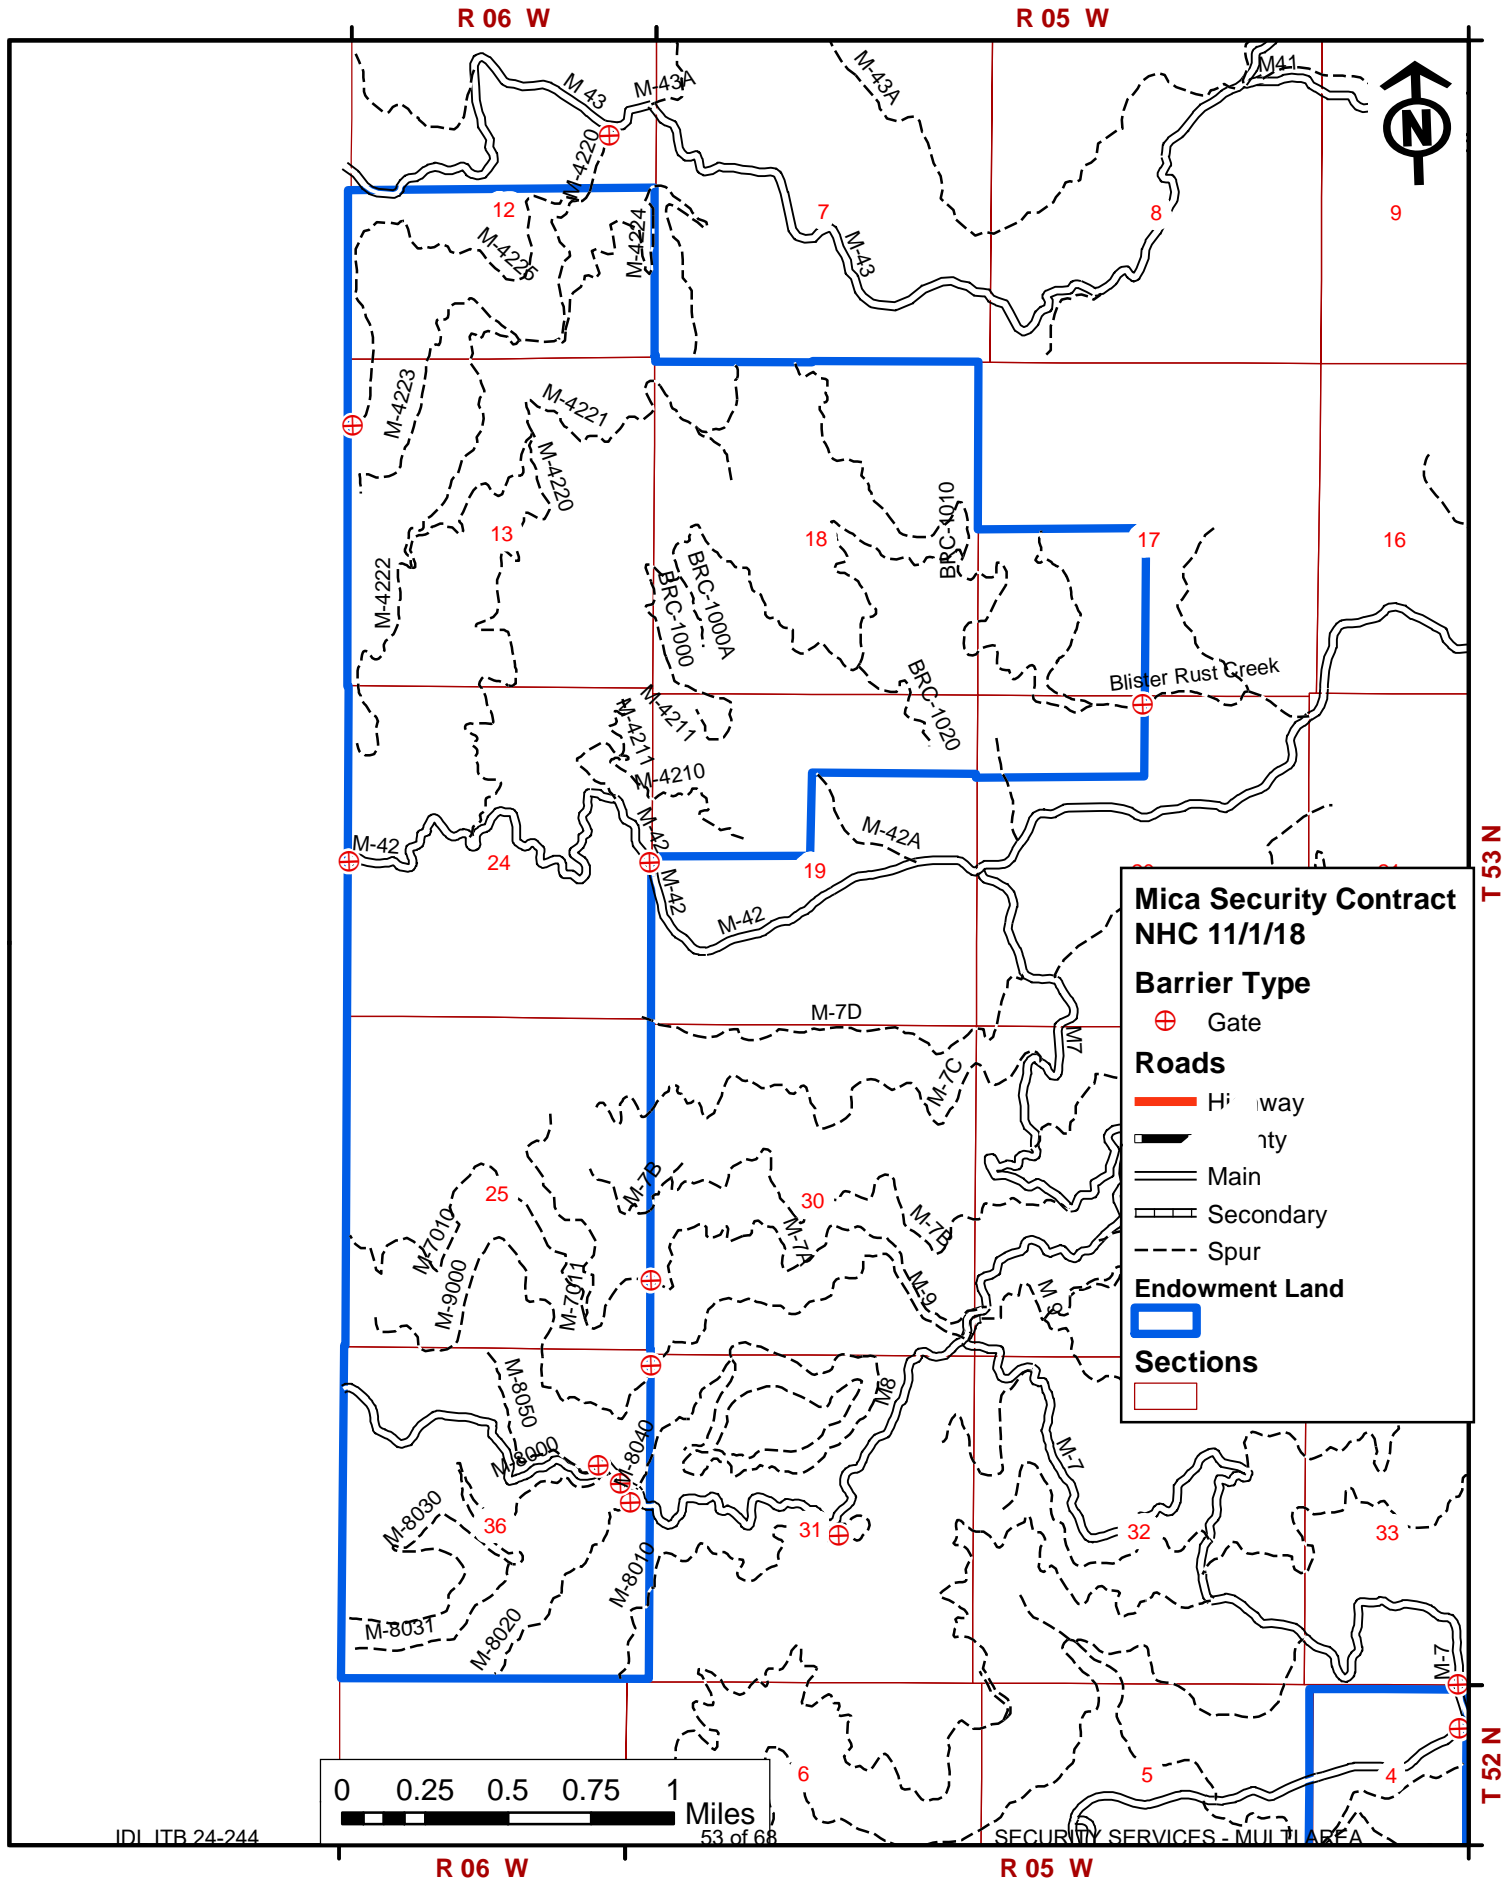 R 06 W
R 05 W
M 43
M-43A
M-43A
M41
N
M-4220
12
7
8
9
M-4224
M-4225
M-43
M-4223
M-4221
M-4220
BRC-1010
13
18
17
16
M-4222
BRC-1000A
BRC-1000
BRC-1020
Blister Rust Creek
M-4211
M-4211
M-4210
M 42
M-42
M-42A
24
19
M-42
M-42
T 53 N
Mica Security Contract
NHC 11/1/18
Barrier Type
Gate
Roads
Main
Secondary
Spur
Endowment Land
Sections
M-7D
M7
M-7C
M-7B
25
30
M-7010
M-7A
M-7B
M-9000
M-7011
M-9
M 9
M-8050
M8
M-8040
M-8000
M-7
M-8030
36
31
32
33
M-8010
M-8031
M-8020
M-7
6
5
4
T 52 N
0 0.25 0.5 0.75 1
Miles
IDL ITB 24-244
53 of 68
SECURITY SERVICES - MULTI AREA
R 06 W
R 05 W